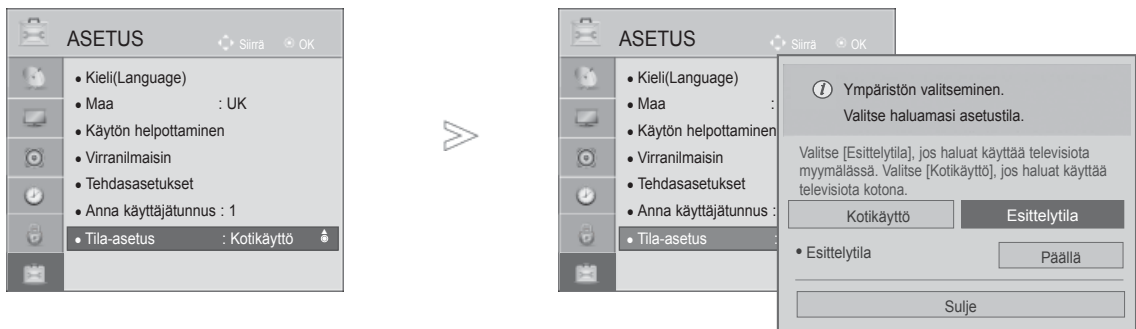 ASETUS
Siirrä OK
• Kieli(Language)
• Maa : UK
• Käytön helpottaminen
• Virranilmaisin
• Tehdasasetukset
• Anna käyttäjätunnus : 1
• Tila-asetus : Kotikäyttö
ASETUS
Siirrä OK
• Kieli(Language)
• Maa :
• Käytön helpottaminen
• Virranilmaisin
• Tehdasasetukset
• Anna käyttäjätunnus :
• Tila-asetus :
Ympäristön valitseminen.
Valitse haluamasi asetustila.
Valitse [Esittelytila], jos haluat käyttää televisiota
myymälässä. Valitse [Kotikäyttö], jos haluat käyttää
televisiota kotona.
Kotikäyttö Esittelytila
• Esittelytila Päällä
Sulje